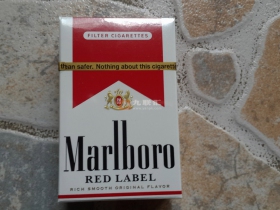 FILTER CIGARETTES
than safer. Nothing about this cigarette
Marlboro
RED LABEL
RICH SMOOTH ORIGINAL FLAVOR